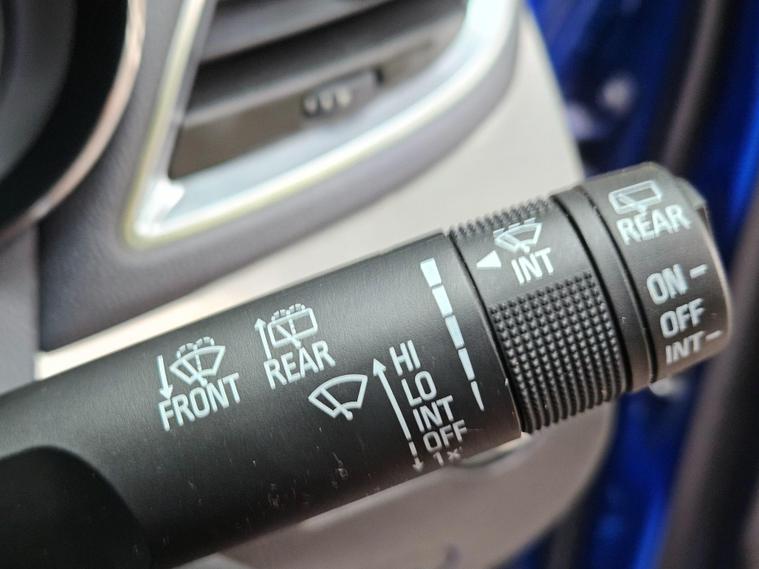 FRONT
REAR
HI
LO
INT
OFF
1x
INT
REAR
ON
OFF
INT